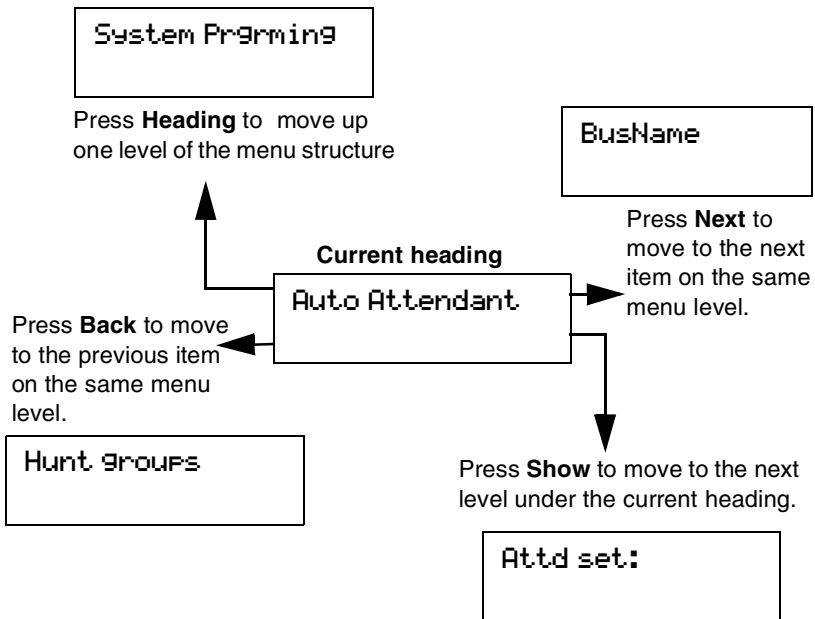 System Prgrming
Press Heading to move up
one level of the menu structure
BusName
Press Next to
move to the next
item on the same
menu level.
Current heading
Auto Attendant
Press Back to move
to the previous item
on the same menu
level.
Hunt groups
Press Show to move to the next
level under the current heading.
Attd set: